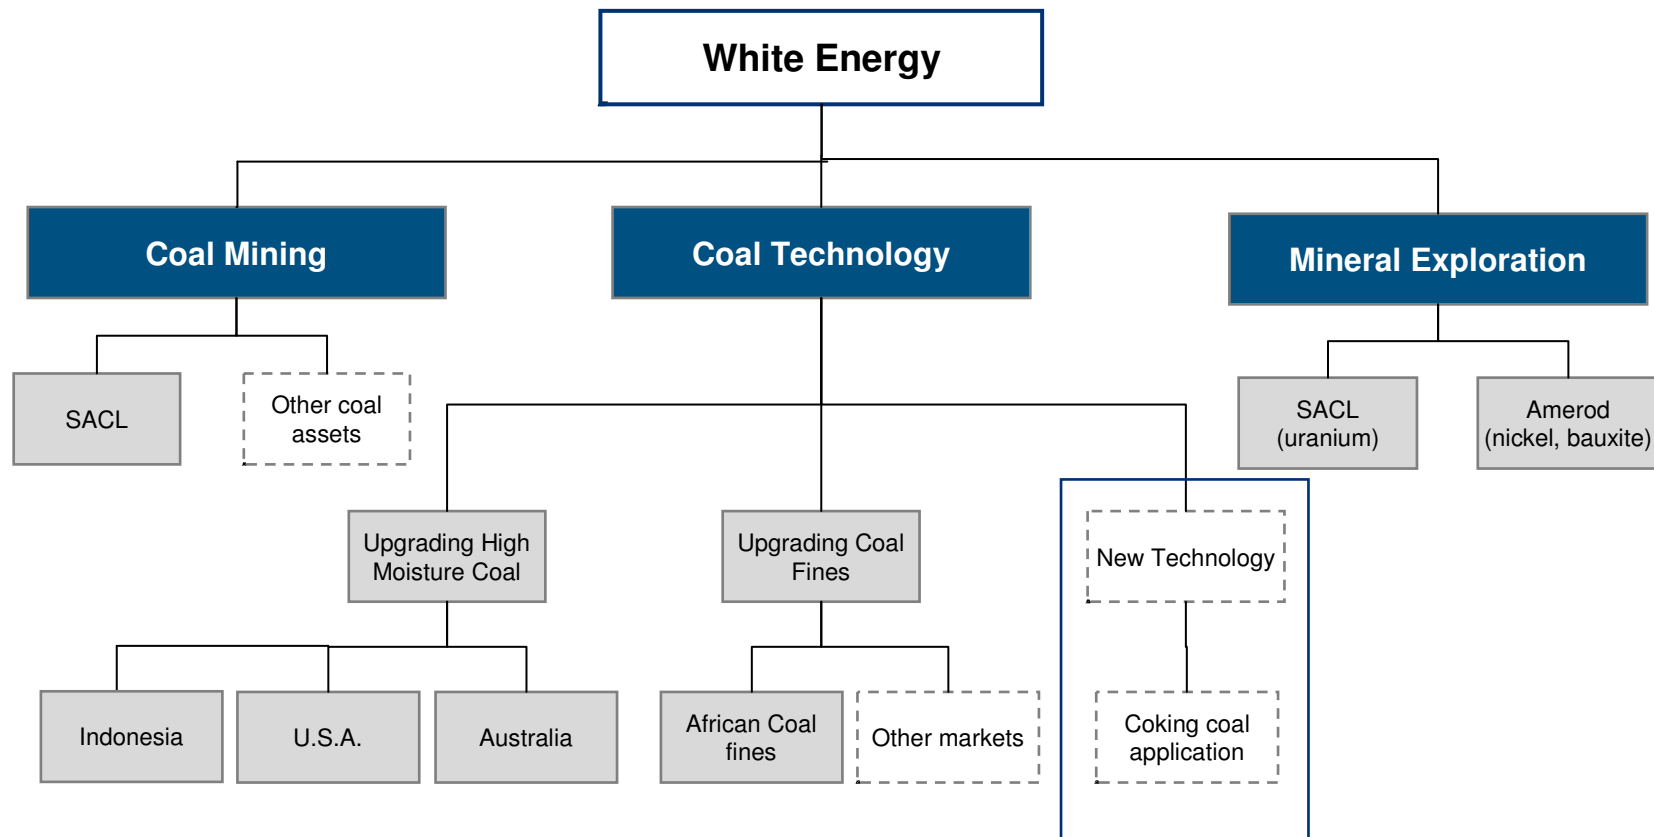 White Energy
Coal Mining
Coal Technology
Mineral Exploration
SACL
Other coal
assets
SACL
(uranium)
Amerod
(nickel, bauxite)
Upgrading High
Moisture Coal
Upgrading Coal
Fines
New Technology
Indonesia
U.S.A.
Australia
African Coal
fines
Other markets
Coking coal
application